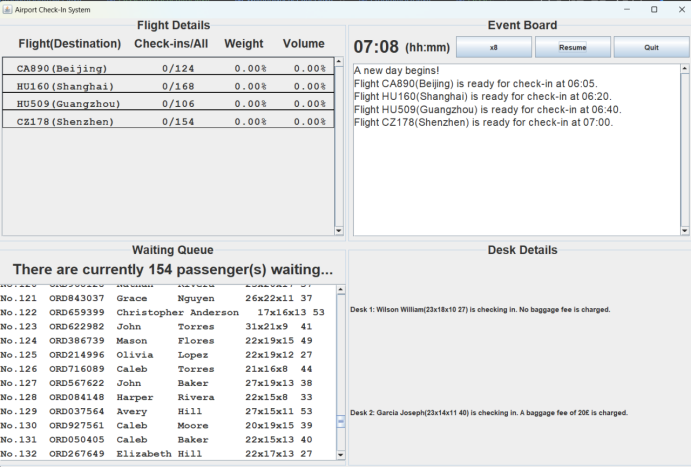 Airport Check-In System
Flight Details
Flight(Destination) Check-ins/All Weight Volume
CA890(Beijing) 0/124 0.00% 0.00%
HU160(Shanghai) 0/168 0.00% 0.00%
HU509(Guangzhou) 0/106 0.00% 0.00%
CZ178(Shenzhen) 0/154 0.00% 0.00%
Event Board
07:08 (hh:mm) x8 Resume Quit
A new day begins!
Flight CA890(Beijing) is ready for check-in at 06:05.
Flight HU160(Shanghai) is ready for check-in at 06:20.
Flight HU509(Guangzhou) is ready for check-in at 06:40.
Flight CZ178(Shenzhen) is ready for check-in at 07:00.
Waiting Queue
There are currently 154 passenger(s) waiting...
No.121 ORD843037 Grace Nguyen 26x22x11 37
No.122 ORD659399 Christopher Anderson 17x16x13 53
No.123 ORD622982 John Torres 31x21x9 41
No.124 ORD386739 Mason Flores 22x19x15 49
No.125 ORD214996 Olivia Lopez 22x19x12 27
No.126 ORD716089 Caleb Torres 21x16x8 44
No.127 ORD567622 John Baker 27x19x13 38
No.128 ORD084148 Harper Rivera 22x15x8 33
No.129 ORD037564 Avery Hill 27x15x11 53
No.130 ORD927561 Caleb Moore 20x19x15 39
No.131 ORD050405 Caleb Baker 22x15x13 40
No.132 ORD267649 Elizabeth Hill 22x17x13 27
Desk Details
Desk 1: Wilson William(23x18x10 27) is checking in. No baggage fee is charged.
Desk 2: Garcia Joseph(23x14x11 40) is checking in. A baggage fee of 20£ is charged.